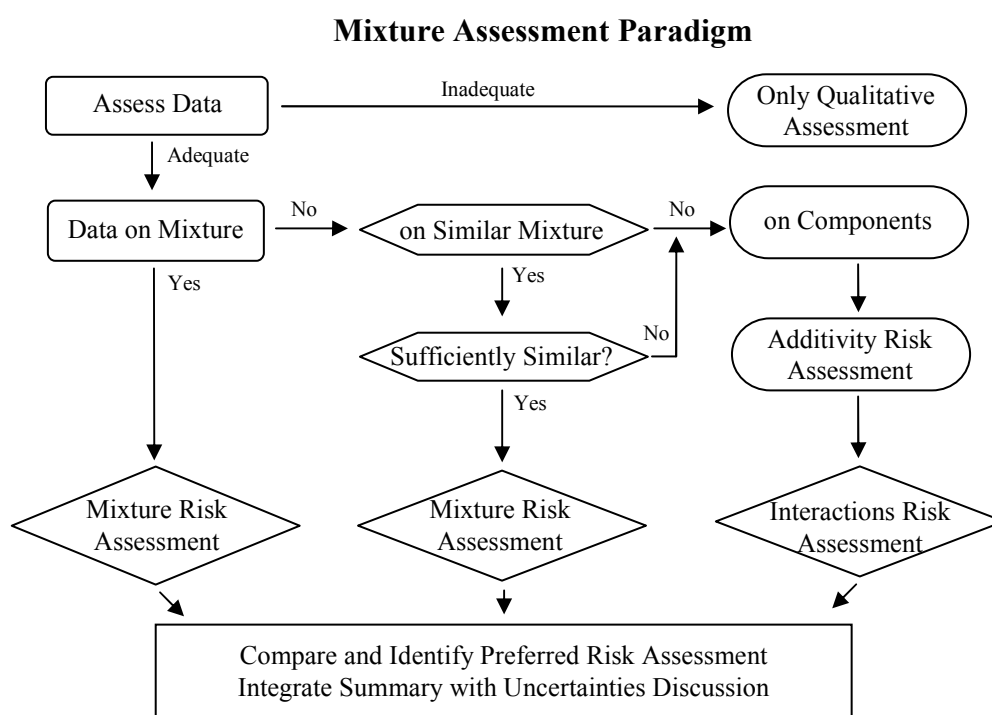 Mixture Assessment Paradigm
Assess Data
Inadequate
Only Qualitative
Assessment
Adequate
Data on Mixture
No
on Similar Mixture
No
on Components
Yes
Yes
Sufficiently Similar?
No
Additivity Risk
Assessment
Yes
Mixture Risk
Assessment
Mixture Risk
Assessment
Interactions Risk
Assessment
Compare and Identify Preferred Risk Assessment
Integrate Summary with Uncertainties Discussion